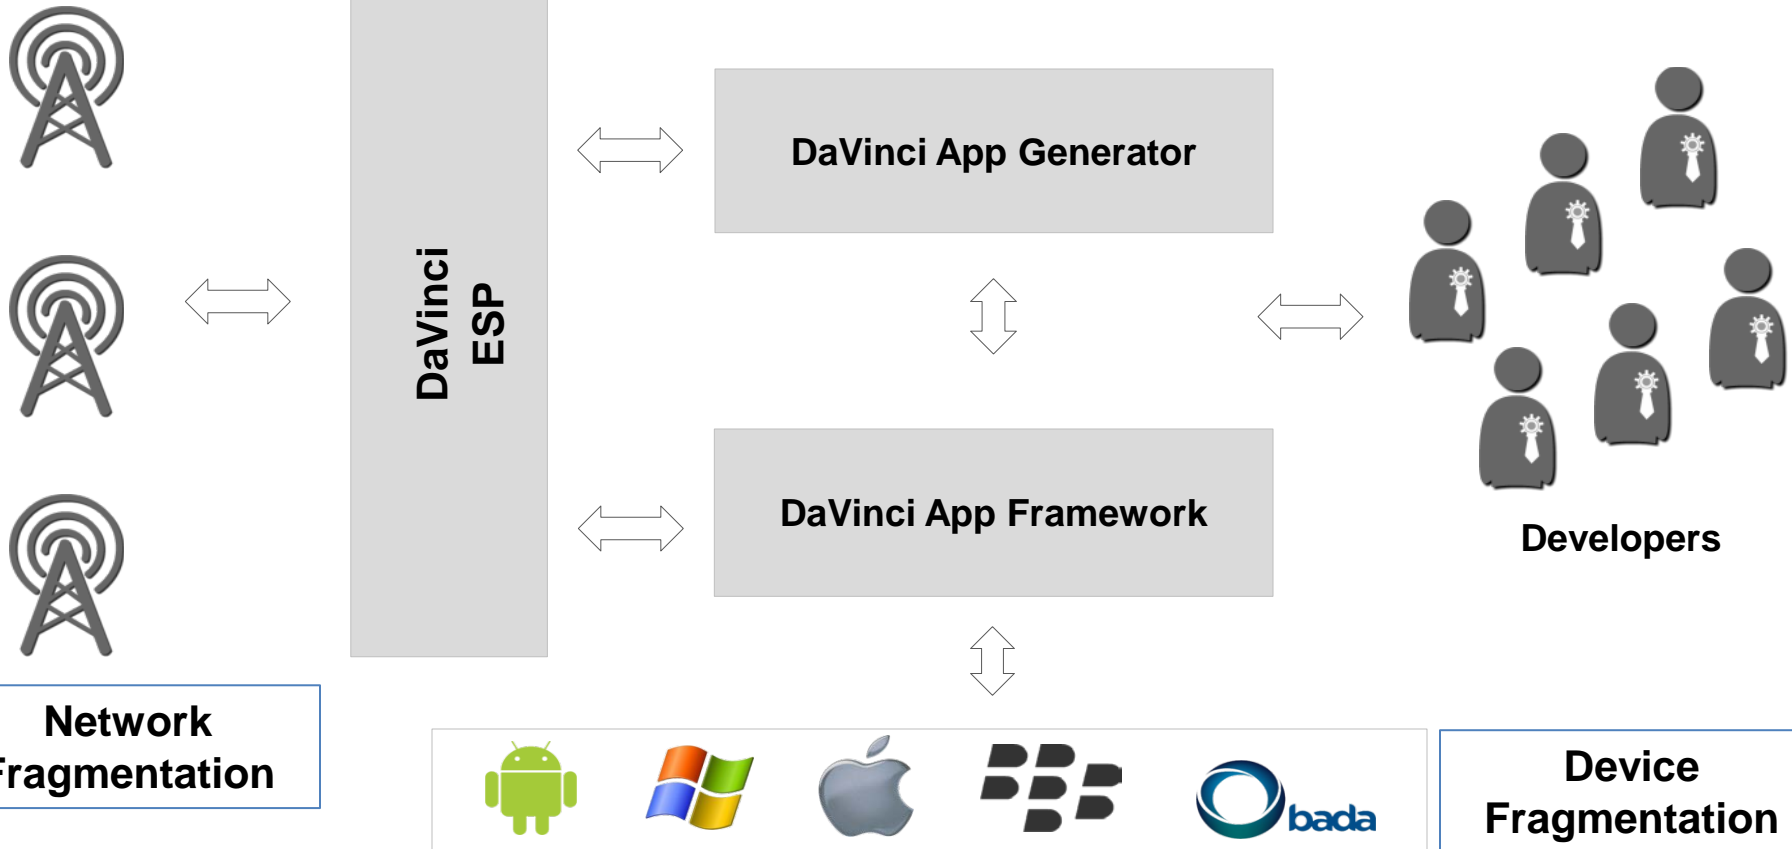 DaVinci App Generator
DaVinci
ESP
DaVinci App Framework
Developers
Network
Fragmentation
bada
Device
Fragmentation